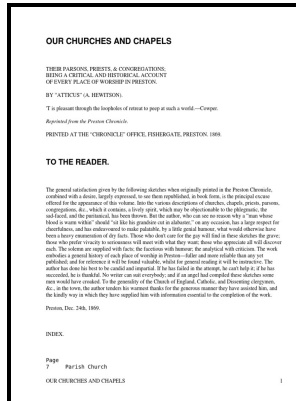 OUR CHURCHES AND CHAPELS
THEIR PARSONS, PRIESTS, & CONGREGATIONS;
BEING A CRITICAL AND HISTORICAL ACCOUNT
OF EVERY PLACE OF WORSHIP IN PRESTON.
BY "ATTICUS" (A. HEWITSON).
'T is pleasant through the loopholes of retreat to peep at such a world.—Cowper.
Reprinted from the Preston Chronicle.
PRINTED AT THE "CHRONICLE" OFFICE, FISHERGATE, PRESTON. 1869.
TO THE READER.
The general satisfaction given by the following sketches when originally printed in the Preston Chronicle,
combined with a desire, largely expressed, to see them republished, in book form, is the principal excuse
offered for the appearance of this volume. Into the various descriptions of churches, chapels, priests, parsons,
congregations, &c., which it contains, a lively spirit, which may be objectionable to the phlegmatic, the
sad-faced, and the puritanical, has been thrown. But the author, who can see no reason why a "man whose
blood is warm within" should "sit like his grandsire cut in alabaster," on any occasion, has a large respect for
cheerfulness, and has endeavoured to make palatable, by a little genial humour, what would otherwise have
been a heavy enumeration of dry facts. Those who don't care for the gay will find in these sketches the grave;
those who prefer vivacity to seriousness will meet with what they want; those who appreciate all will discover
each. The solemn are supplied with facts; the facetious with humour; the analytical with criticism. The work
embodies a general history of each place of worship in Preston—fuller and more reliable than any yet
published; and for reference it will be found valuable, whilst for general reading it will be instructive. The
author has done his best to be candid and impartial. If he has failed in the attempt, he can't help it; if he has
succeeded, he is thankful. No writer can suit everybody; and if an angel had compiled these sketches some
men would have croaked. To the generality of the Church of England, Catholic, and Dissenting clergymen,
&c., in the town, the author tenders his warmest thanks for the generous manner they have assisted him, and
the kindly way in which they have supplied him with information essential to the completion of the work.
Preston, Dec. 24th, 1869.
INDEX.
Page
7 Parish Church
OUR CHURCHES AND CHAPELS 1